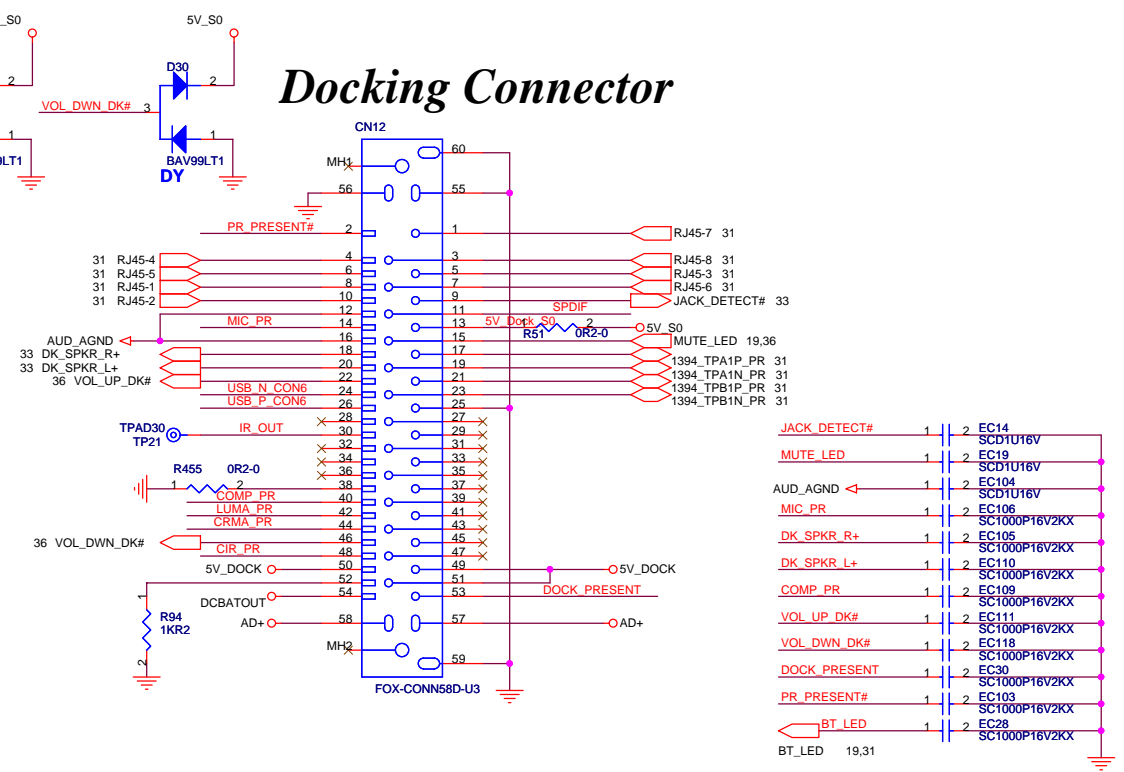 _S0
5V_S0
2
D30
2
VOL_DWN_DK#
3
1
1
9LT1
BAV99LT1
DY
Docking Connector
CN12
MH1
60
56
55
PR_PRESENT#
2
1
RJ45-7 31
31 RJ45-4
4
3
RJ45-8 31
31 RJ45-5
6
5
RJ45-3 31
31 RJ45-1
8
7
RJ45-6 31
31 RJ45-2
10
9
JACK_DETECT# 33
12
11
SPDIF
MIC_PR
14
13
5V_Dock_S0
1
2
5V_S0
R51
0R2-0
AUD_AGND
16
15
MUTE_LED 19,36
33 DK_SPKR_R+
18
17
1394_TPA1P_PR 31
33 DK_SPKR_L+
20
19
1394_TPA1N_PR 31
36 VOL_UP_DK#
22
21
1394_TPB1P_PR 31
USB_N_CON6
24
23
1394_TPB1N_PR 31
USB_P_CON6
26
25
28
27
TPAD30
TP21
IR_OUT
30
29
32
31
34
33
36
35
R455
0R2-0
1
2
38
37
COMP_PR
40
39
LUMA_PR
42
41
CRMA_PR
44
43
36 VOL_DWN_DK#
46
45
CIR_PR
48
47
5V_DOCK
50
49
5V_DOCK
52
51
DCBATOUT
54
53
DOCK_PRESENT
1
R94
1KR2
2
AD+
58
57
AD+
MH2
59
FOX-CONN58D-U3
JACK_DETECT#
1
2
EC14
SCD1U16V
MUTE_LED
1
2
EC19
SCD1U16V
AUD_AGND
1
2
EC104
SCD1U16V
MIC_PR
1
2
EC106
SC1000P16V2KX
DK_SPKR_R+
1
2
EC105
SC1000P16V2KX
DK_SPKR_L+
1
2
EC110
SC1000P16V2KX
COMP_PR
1
2
EC109
SC1000P16V2KX
VOL_UP_DK#
1
2
EC111
SC1000P16V2KX
VOL_DWN_DK#
1
2
EC118
SC1000P16V2KX
DOCK_PRESENT
1
2
EC30
SC1000P16V2KX
PR_PRESENT#
1
2
EC103
SC1000P16V2KX
BT_LED
1
2
EC28
SC1000P16V2KX
BT_LED 19,31